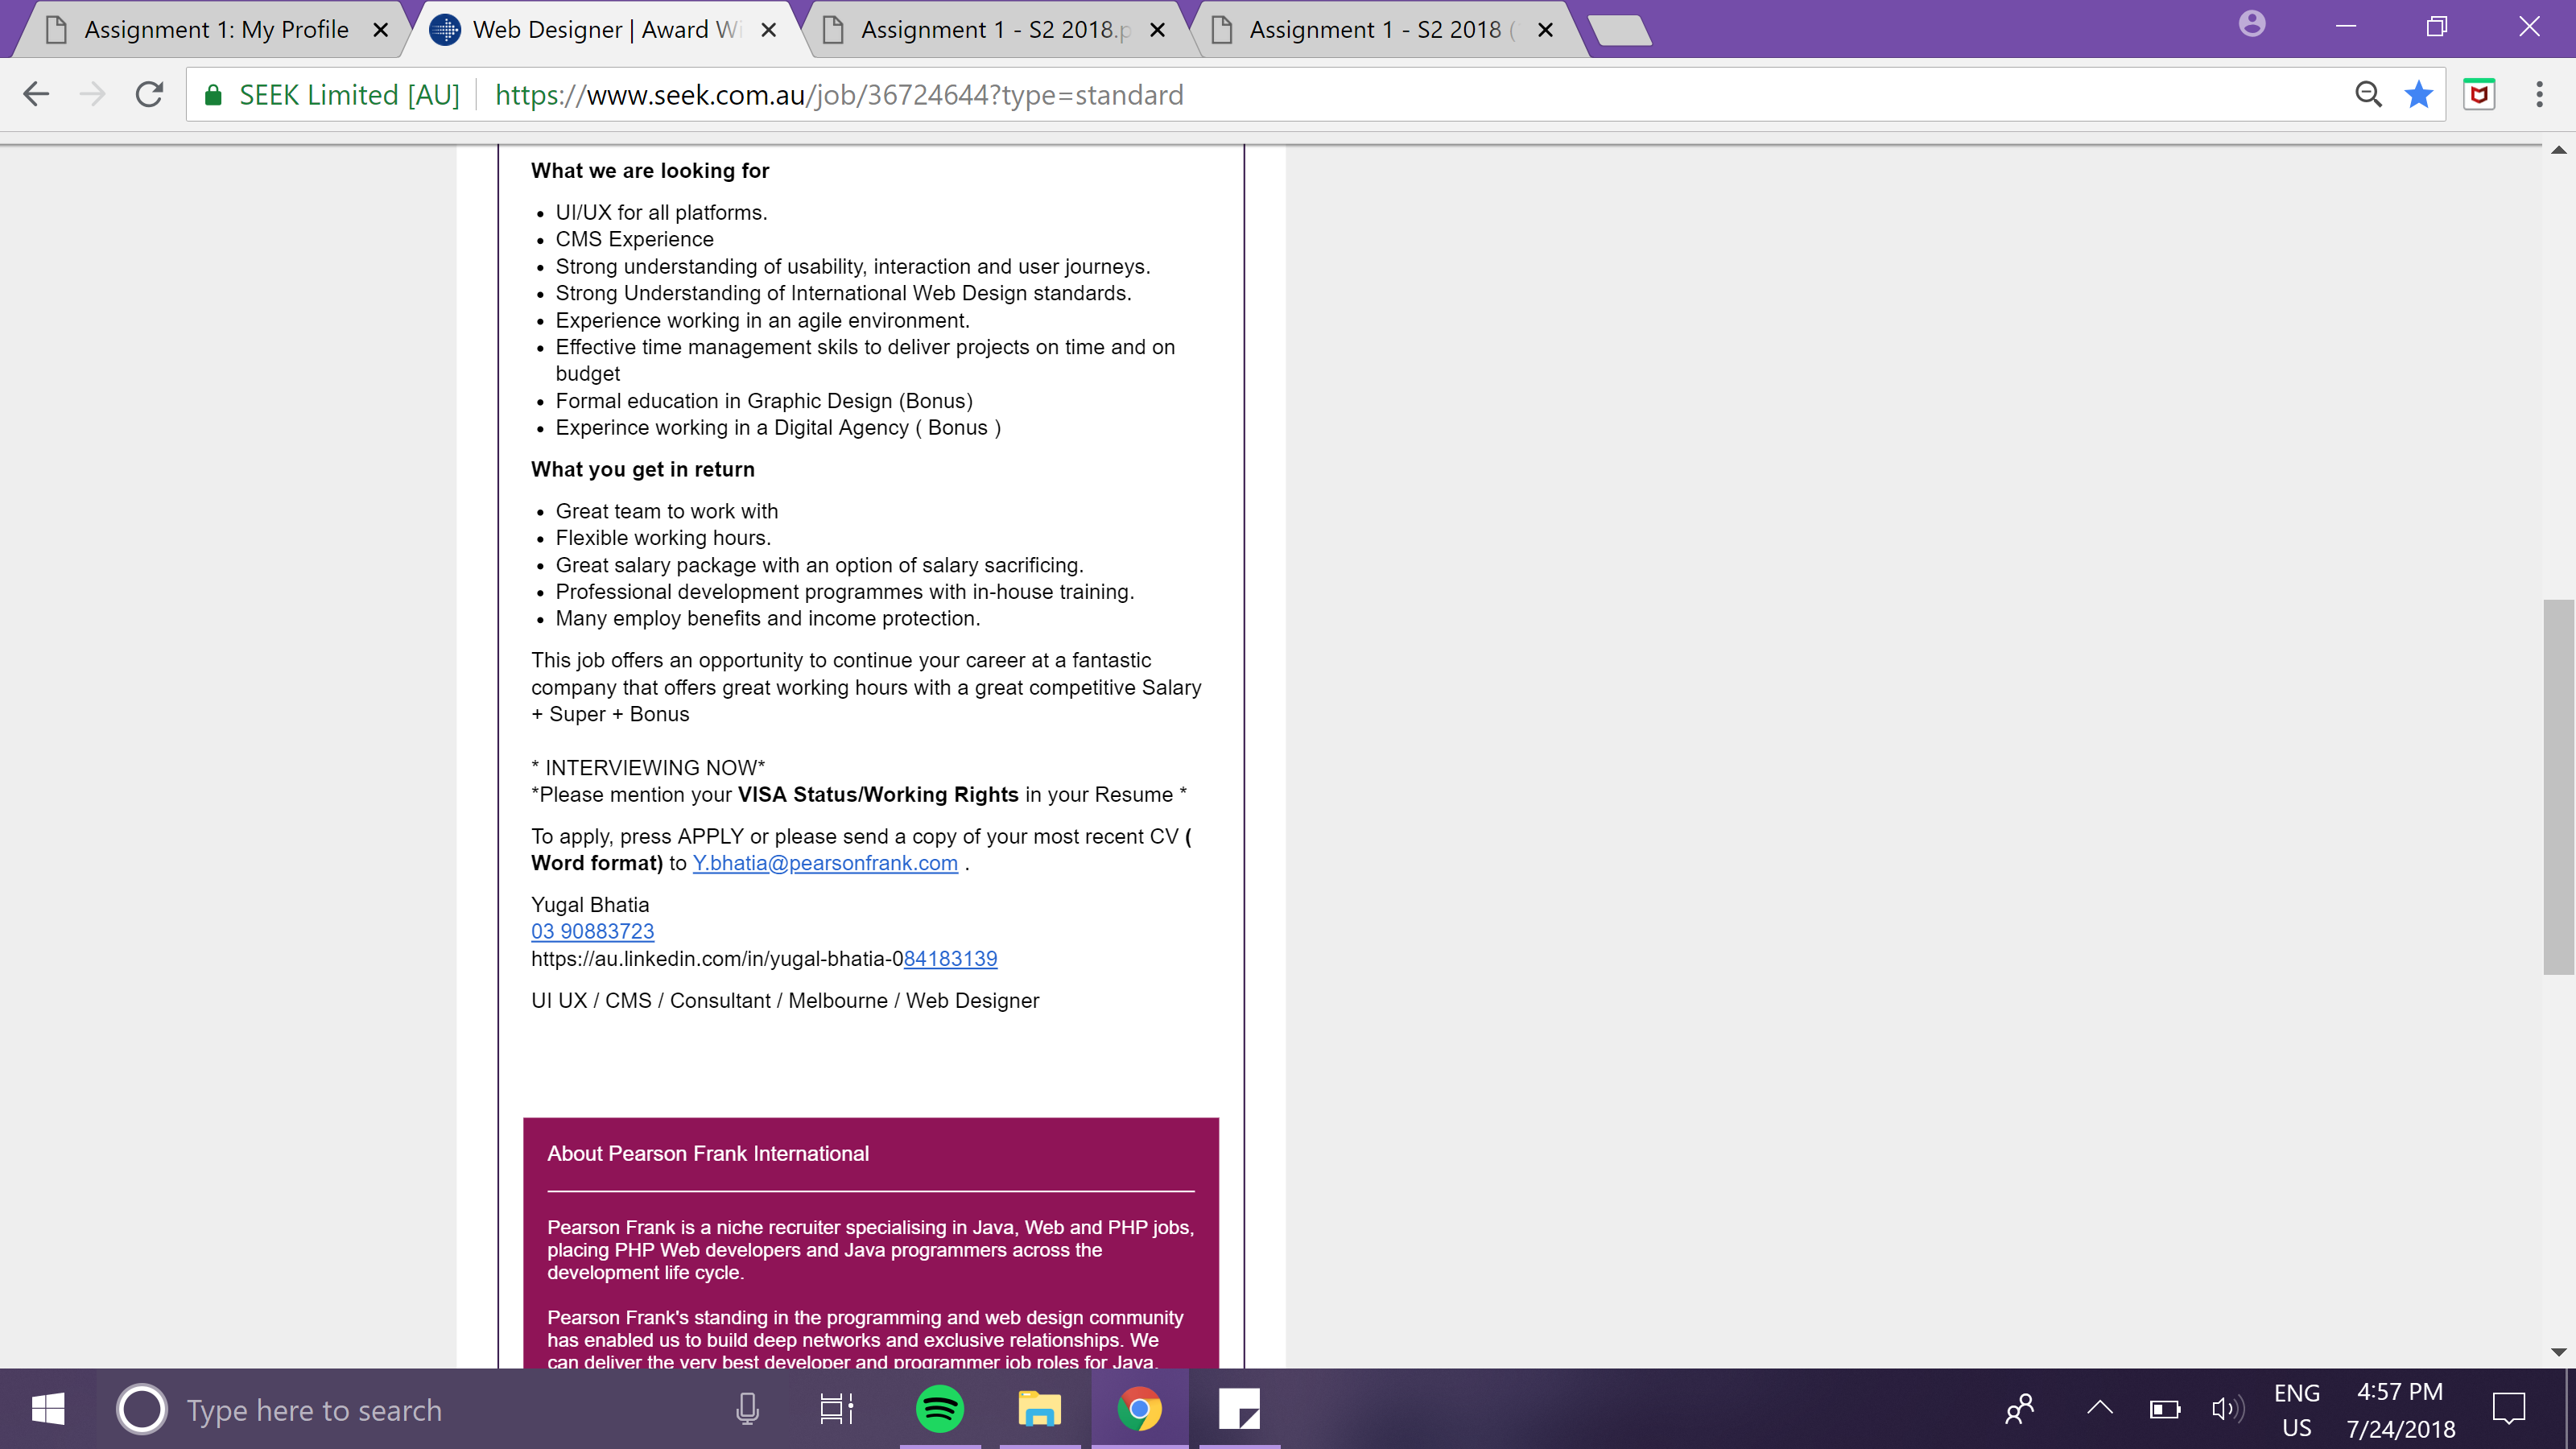 Assignment 1: My Profile
Web Designer | Award Wi
Assignment 1 - S2 2018.p
Assignment 1 - S2 2018 (
SEEK Limited [AU]
https://www.seek.com.au/job/36724644?type=standard
What we are looking for
• UI/UX for all platforms.
• CMS Experience
• Strong understanding of usability, interaction and user journeys.
• Strong Understanding of International Web Design standards.
• Experience working in an agile environment.
• Effective time management skils to deliver projects on time and on
budget
• Formal education in Graphic Design (Bonus)
• Experince working in a Digital Agency ( Bonus )
What you get in return
• Great team to work with
• Flexible working hours.
• Great salary package with an option of salary sacrificing.
• Professional development programmes with in-house training.
• Many employ benefits and income protection.
This job offers an opportunity to continue your career at a fantastic
company that offers great working hours with a great competitive Salary
+ Super + Bonus
* INTERVIEWING NOW*
*Please mention your VISA Status/Working Rights in your Resume *
To apply, press APPLY or please send a copy of your most recent CV (
Word format) to Y.bhatia@pearsonfrank.com .
Yugal Bhatia
03 90883723
https://au.linkedin.com/in/yugal-bhatia-084183139
UI UX / CMS / Consultant / Melbourne / Web Designer
About Pearson Frank International
Pearson Frank is a niche recruiter specialising in Java, Web and PHP jobs,
placing PHP Web developers and Java programmers across the
development life cycle.
Pearson Frank's standing in the programming and web design community
has enabled us to build deep networks and exclusive relationships. We
can deliver the very best developer and programmer job roles for Java,
Type here to search
ENG
US
4:57 PM
7/24/2018